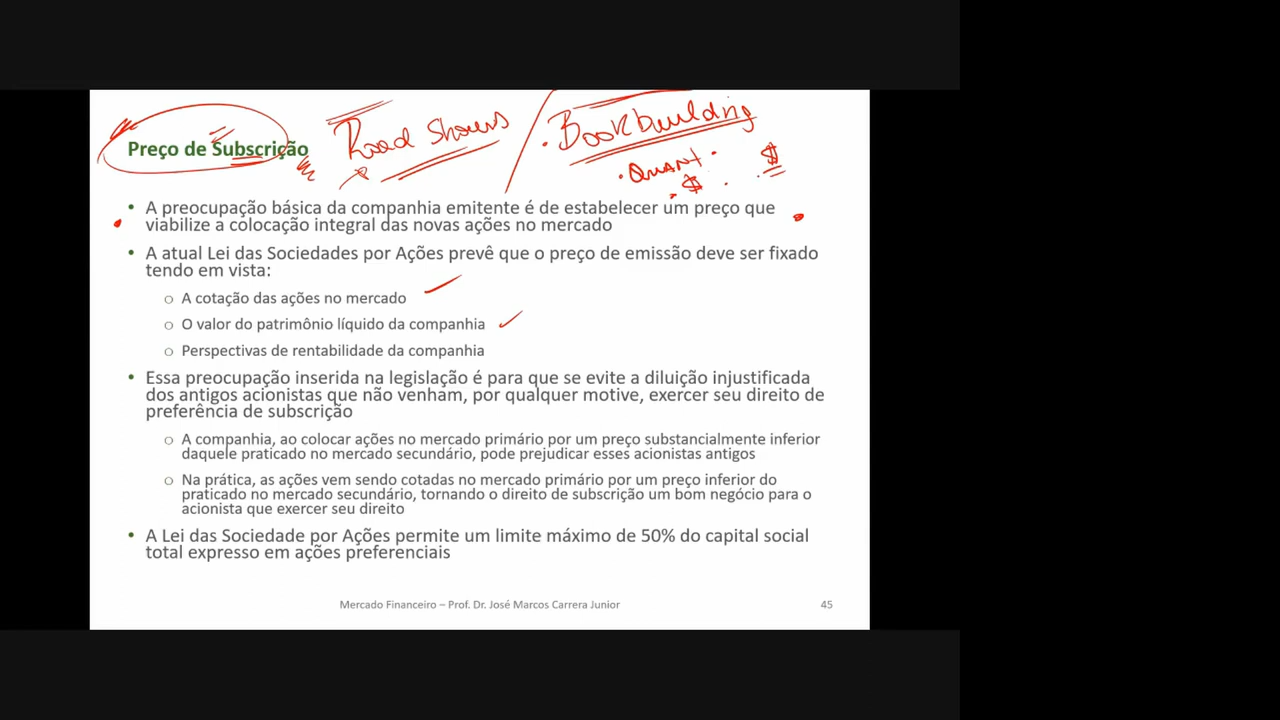 Road Shows / Bookbuilding
Preço de Subscrição
• Quant • $
$
• A preocupação básica da companhia emitente é de estabelecer um preço que
viabilize a colocação integral das novas ações no mercado
• A atual Lei das Sociedades por Ações prevê que o preço de emissão deve ser fixado
tendo em vista:
o A cotação das ações no mercado
o O valor do patrimônio líquido da companhia
o Perspectivas de rentabilidade da companhia
• Essa preocupação inserida na legislação é para que se evite a diluição injustificada
dos antigos acionistas que não venham, por qualquer motive, exercer seu direito de
preferência de subscrição
o A companhia, ao colocar ações no mercado primário por um preço substancialmente inferior
daquele praticado no mercado secundário, pode prejudicar esses acionistas antigos
o Na prática, as ações vem sendo cotadas no mercado primário por um preço inferior do
praticado no mercado secundário, tornando o direito de subscrição um bom negócio para o
acionista que exercer seu direito
• A Lei das Sociedade por Ações permite um limite máximo de 50% do capital social
total expresso em ações preferenciais
Mercado Financeiro – Prof. Dr. José Marcos Carrera Junior 45